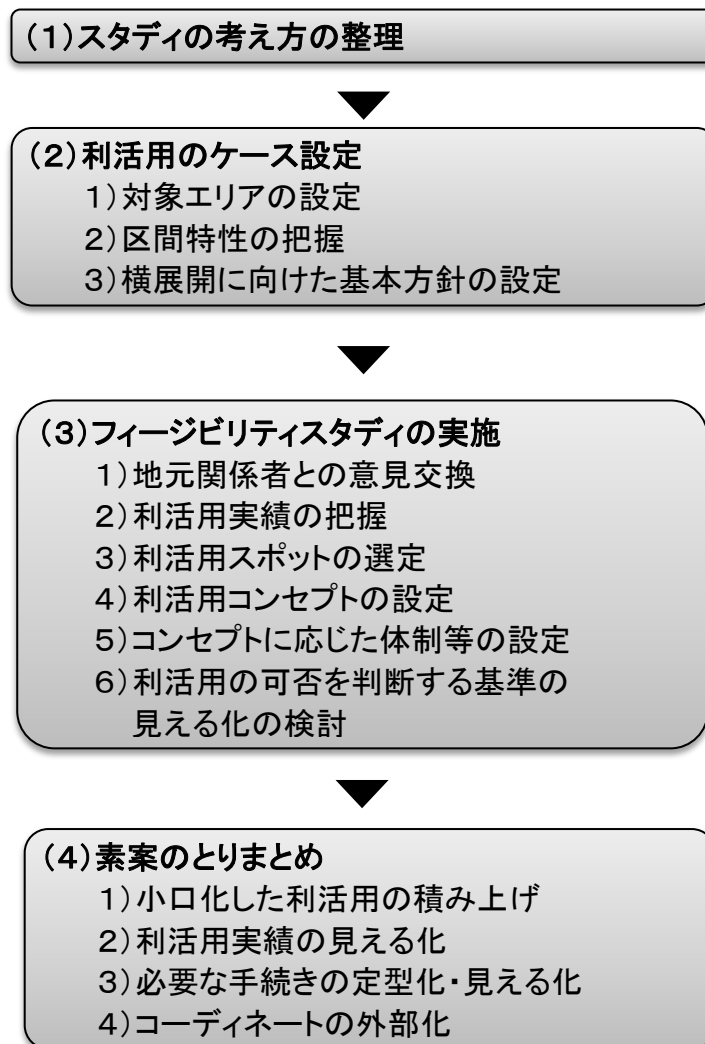 (1)スタディの考え方の整理
(2)利活用のケース設定
1)対象エリアの設定
2)区間特性の把握
3)横展開に向けた基本方針の設定
(3)フィージビリティスタディの実施
1)地元関係者との意見交換
2)利活用実績の把握
3)利活用スポットの選定
4)利活用コンセプトの設定
5)コンセプトに応じた体制等の設定
6)利活用の可否を判断する基準の
見える化の検討
(4)素案のとりまとめ
1)小口化した利活用の積み上げ
2)利活用実績の見える化
3)必要な手続きの定型化・見える化
4)コーディネートの外部化